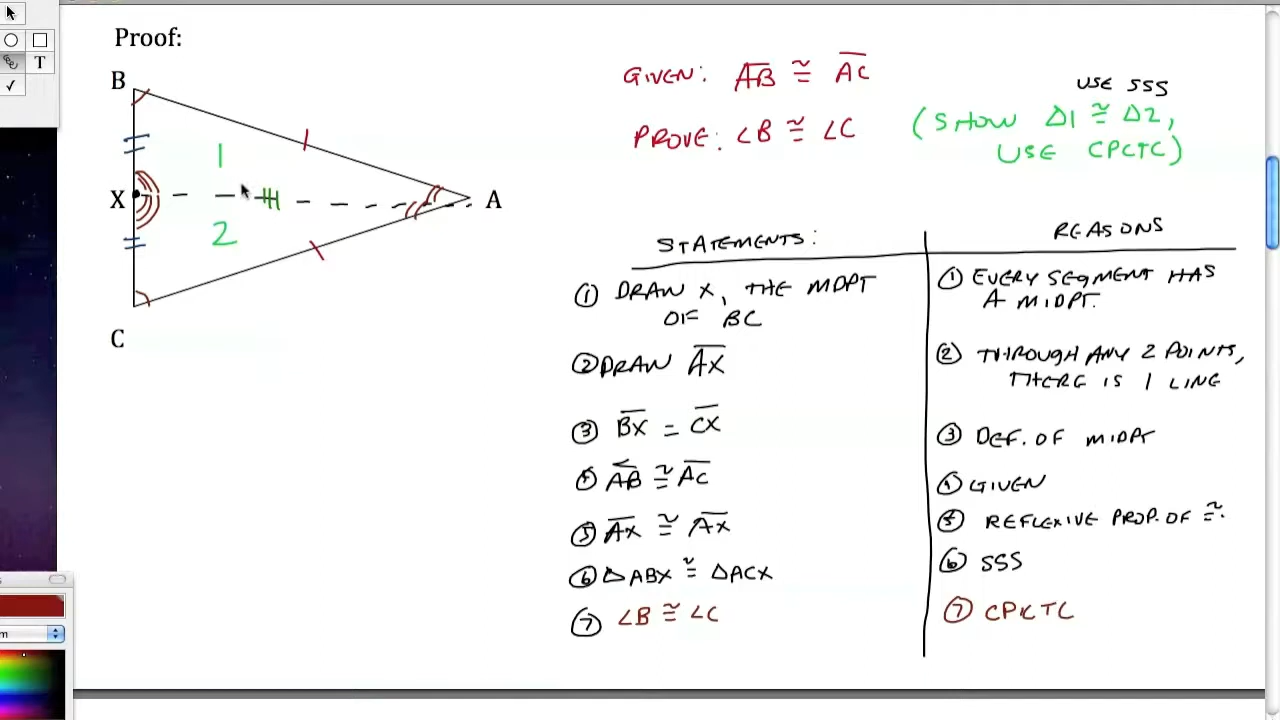 Proof:
B
X
A
C
1
2
T
GIVEN: AB ≅ AC
PROVE: ∠B ≅ ∠C
USE SSS
(SHOW Δ1 ≅ Δ2,
USE CPCTC)
STATEMENTS:
REASONS
① DRAW X, THE MDPT
OF BC
① EVERY SEGMENT HAS
A MIDPT.
② DRAW AX
② THROUGH ANY 2 POINTS,
THERE IS 1 LINE
③ BX = CX
③ DEF. OF MIDPT
④ AB ≅ AC
④ GIVEN
⑤ AX ≅ AX
⑤ REFLEXIVE PROP. OF ≅.
⑥ ΔABX ≅ ΔACX
⑥ SSS
⑦ ∠B ≅ ∠C
⑦ CPCTC
s
m